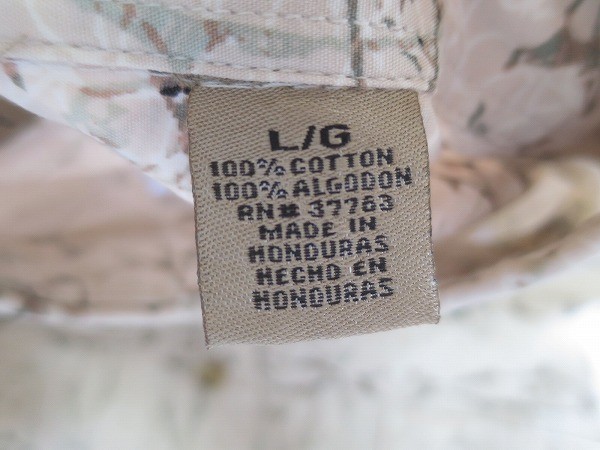 L/G
100% COTTON
100% ALGODON
RN# 37763
MADE IN
HONDURAS
HECHO EN
HONDURAS